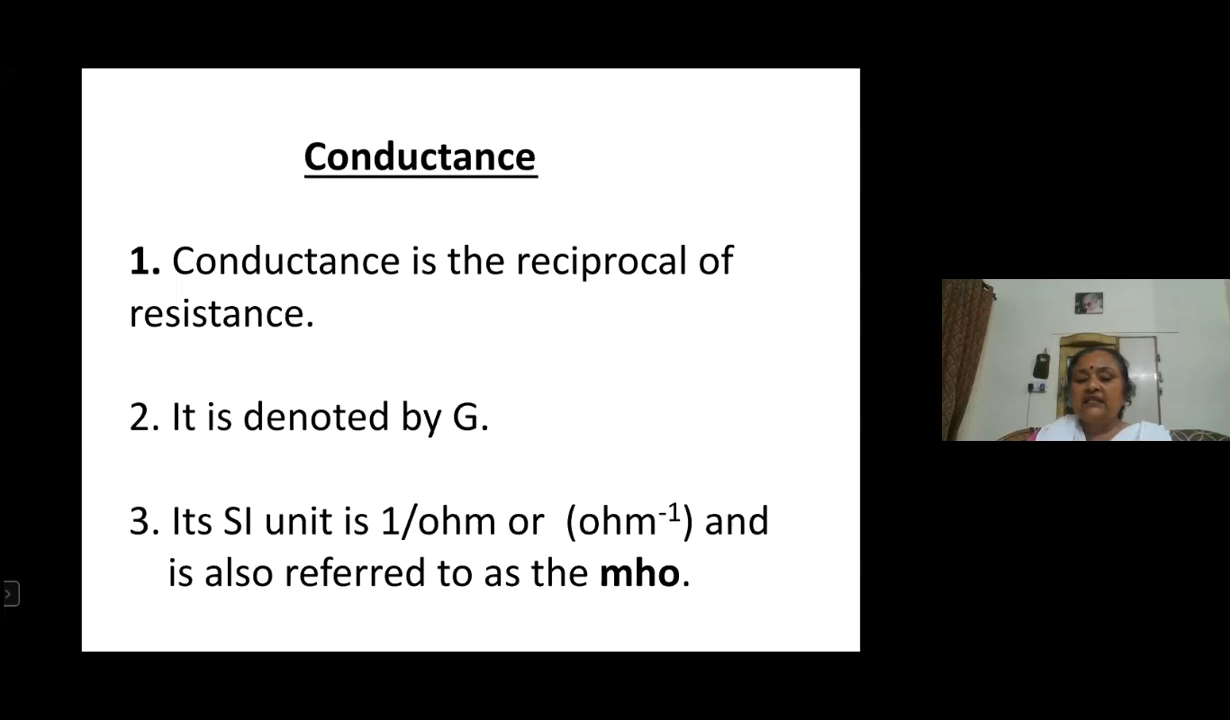 Conductance
1. Conductance is the reciprocal of
resistance.
2. It is denoted by G.
3. Its SI unit is 1/ohm or (ohm⁻¹) and
is also referred to as the mho.